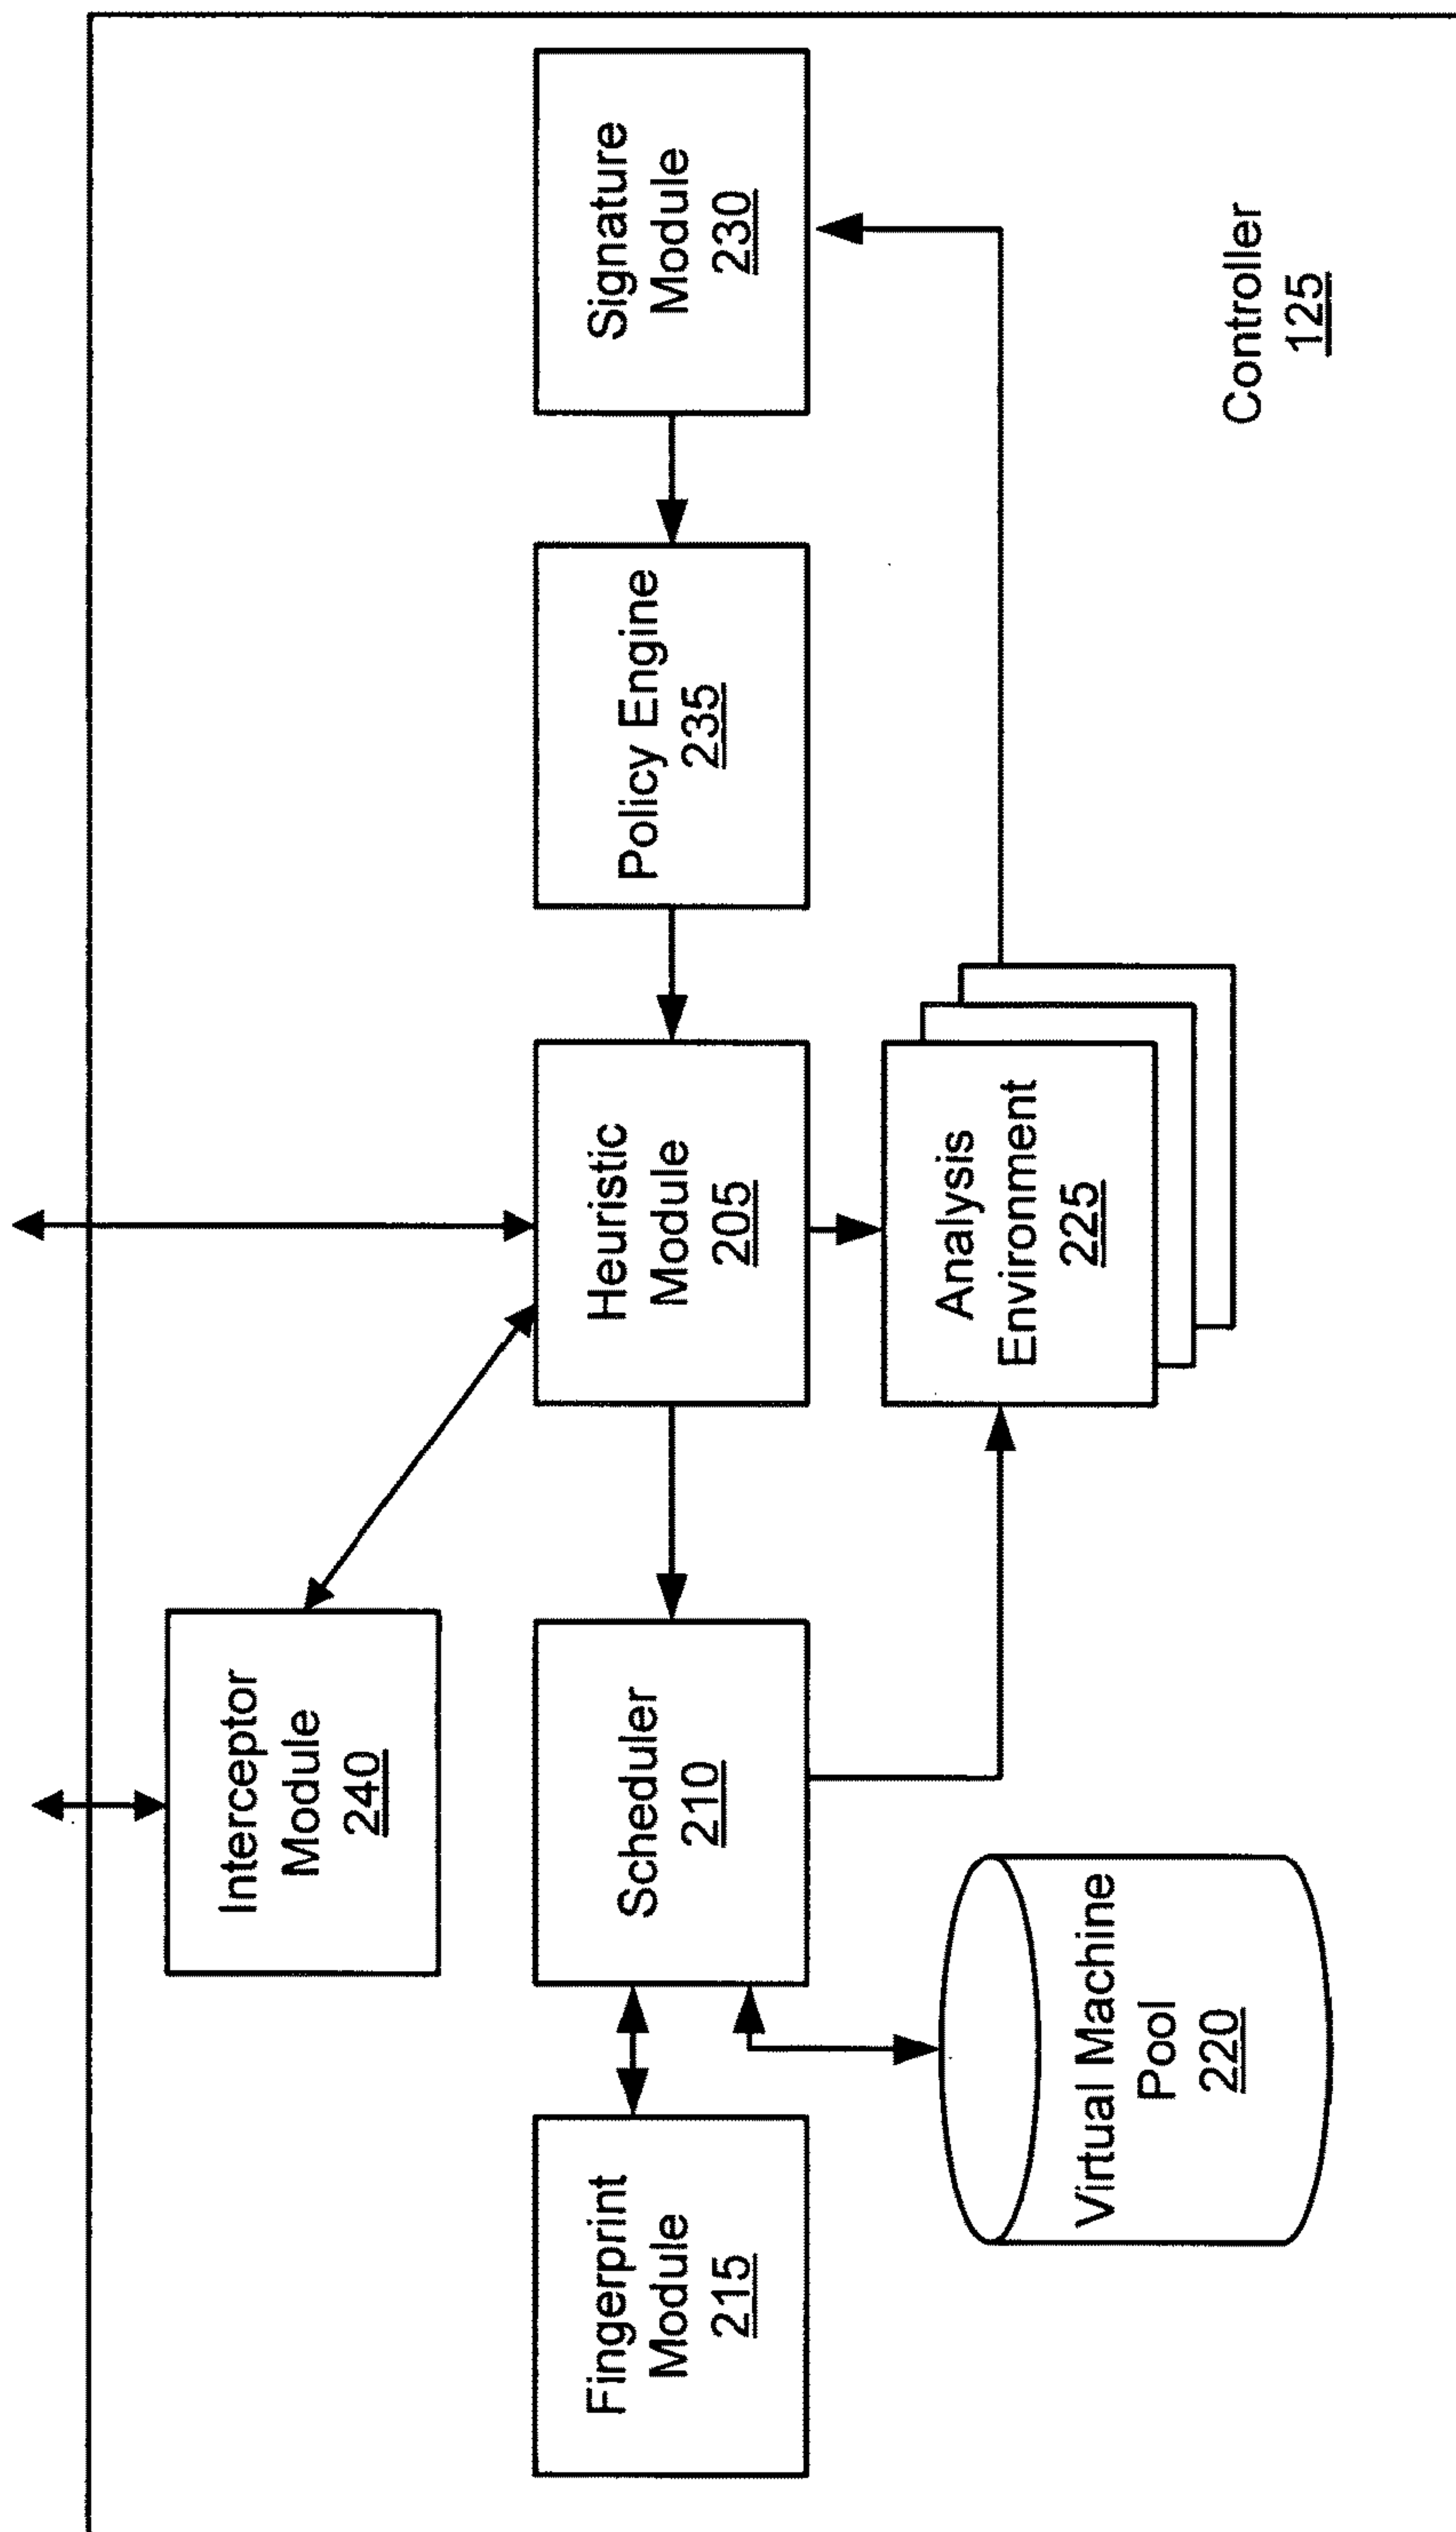 Interceptor
Module
240
Fingerprint
Module
215
Scheduler
210
Heuristic
Module
205
Policy Engine
235
Signature
Module
230
Virtual Machine
Pool
220
Analysis
Environment
225
Controller
125